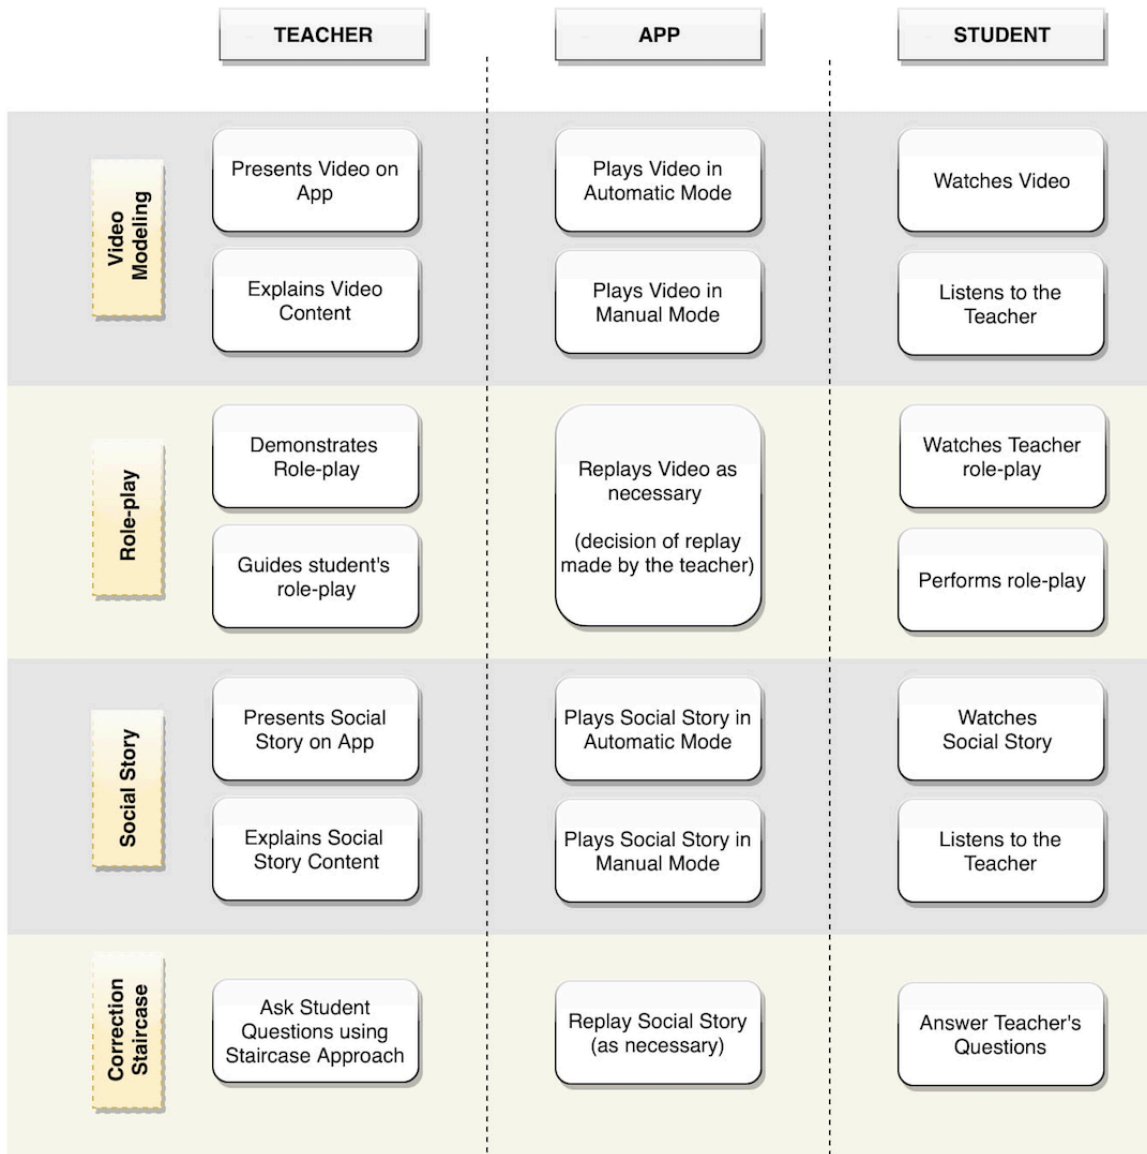 TEACHER
APP
STUDENT
Video
Modeling
Presents Video on
App
Plays Video in
Automatic Mode
Watches Video
Explains Video
Content
Plays Video in
Manual Mode
Listens to the
Teacher
Role-play
Demonstrates
Role-play
Replays Video as
necessary
(decision of replay
made by the teacher)
Watches Teacher
role-play
Guides student's
role-play
Performs role-play
Social Story
Presents Social
Story on App
Plays Social Story in
Automatic Mode
Watches
Social Story
Explains Social
Story Content
Plays Social Story in
Manual Mode
Listens to the
Teacher
Correction
Staircase
Ask Student
Questions using
Staircase Approach
Replay Social Story
(as necessary)
Answer Teacher's
Questions